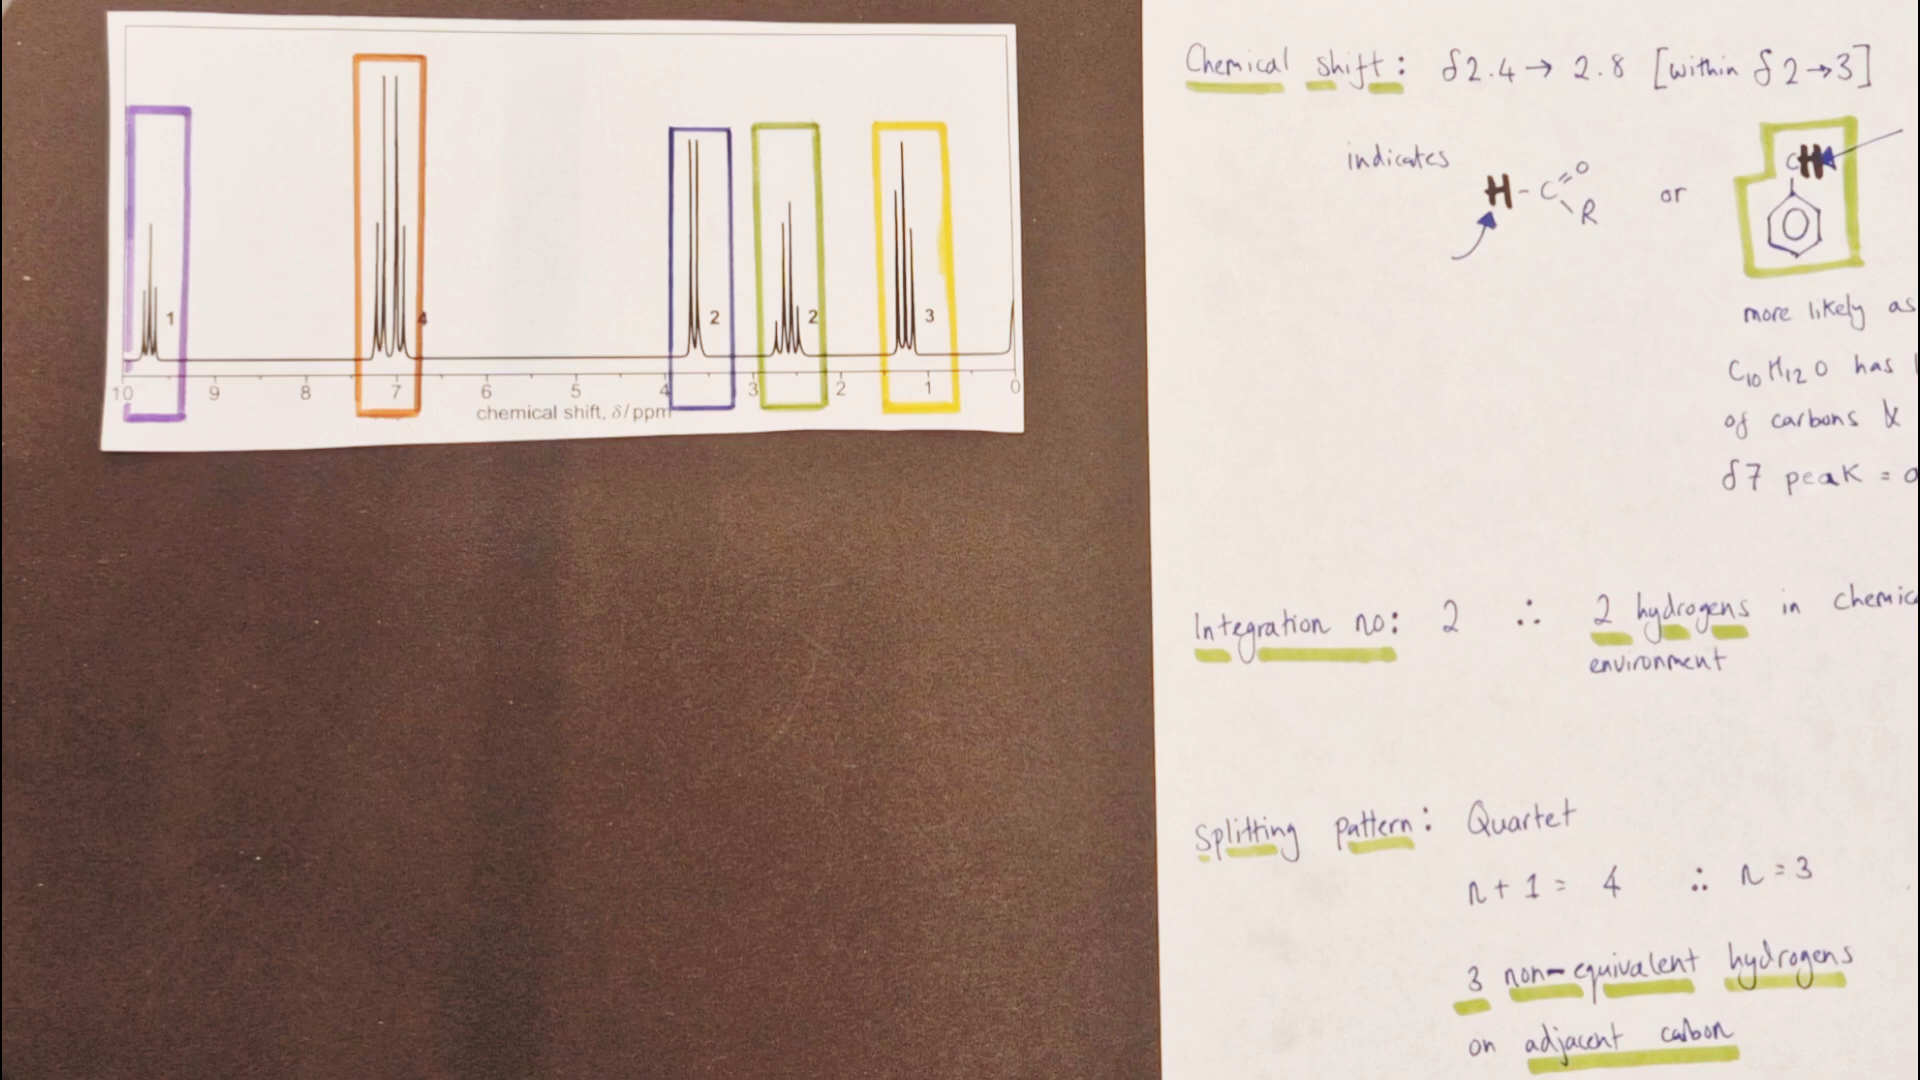 1
4
2
2
3
10 9 8 7 6 5 4 3 2 1 0
chemical shift, δ/ppm
Chemical shift: δ2.4→ 2.8 [within δ2→3]
indicates
H-C=O
R
or
CH
more likely as
C10H12O has
of carbons &
δ7 peak =
Integration no: 2 ∴ 2 hydrogens in
environment
Splitting pattern: Quartet
n+1= 4 ∴ n=3
3 non-equivalent hydrogens
on adjacent carbon